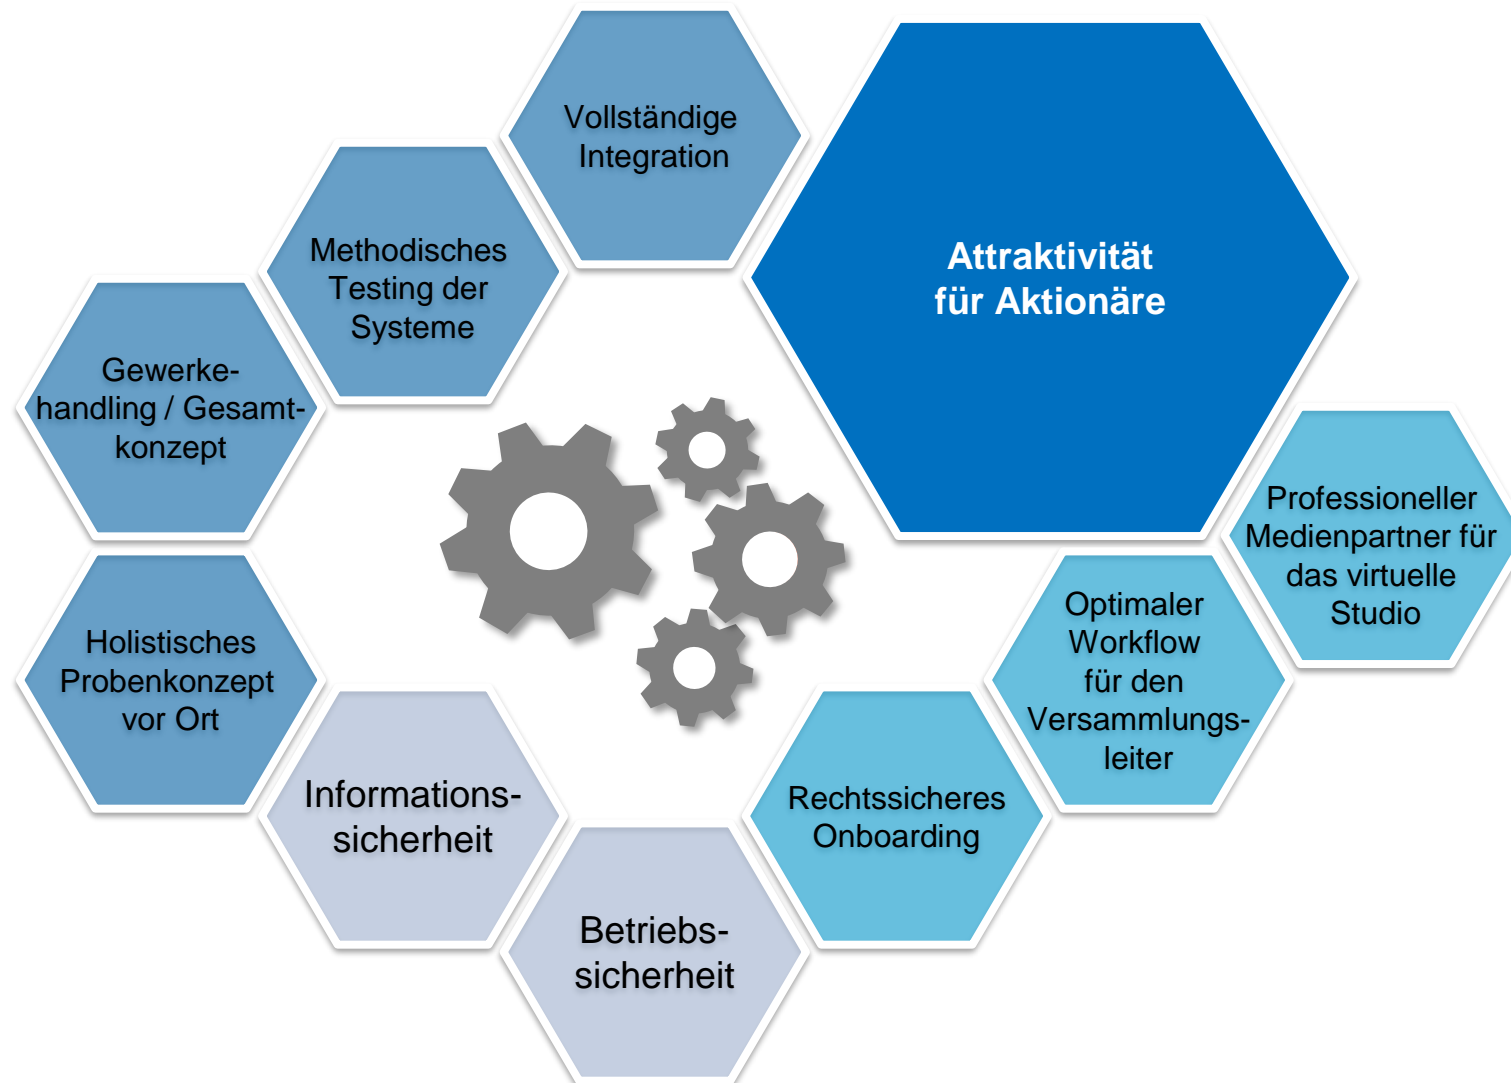 Vollständige
Integration
Attraktivität
für Aktionäre
Methodisches
Testing der
Systeme
Gewerke-
handling / Gesamt-
konzept
Professioneller
Medienpartner für
das virtuelle
Studio
Optimaler
Workflow
für den
Versammlungs-
leiter
Holistisches
Probenkonzept
vor Ort
Informations-
sicherheit
Rechtssicheres
Onboarding
Betriebs-
sicherheit